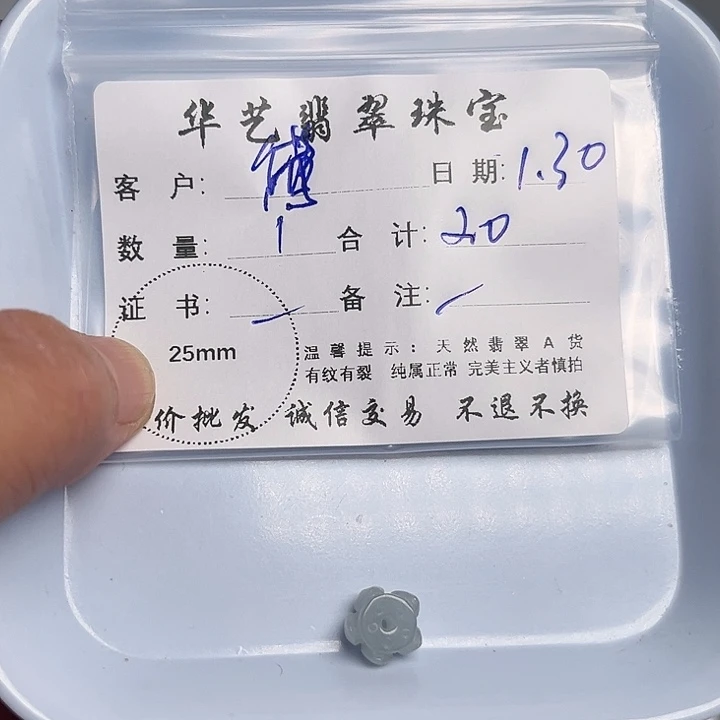 华艺翡翠珠宝
客 户: 傅 日 期: 1.30
数 量: 1 合 计: 20
证 书: 备 注:
25mm
温馨提示: 天然翡翠A货
有纹有裂 纯属正常 完美主义者慎拍
价批发 诚信交易 不退不换